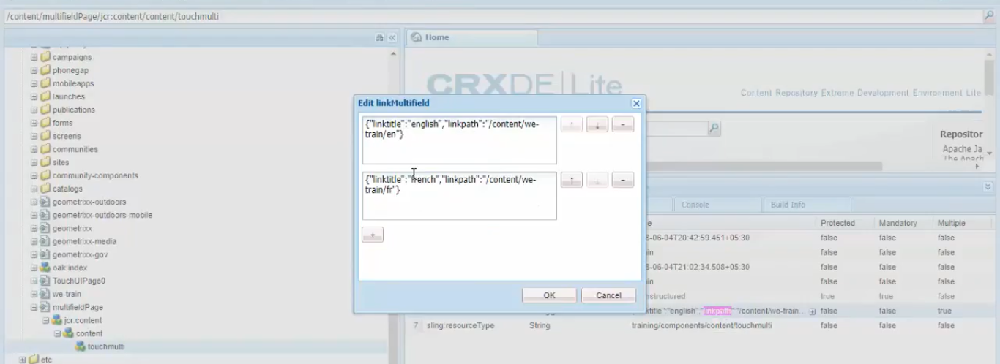 /content/multifieldPage/jcr:content/content/touchmulti
Home
campaigns
phonegap
mobileapps
launches
publications
forms
screens
communities
sites
community-components
catalogs
geometrixx-outdoors
geometrixx-outdoors-mobile
geometrixx
geometrixx-media
geometrixx-gov
oak:index
TouchUIPage0
we-train
multifieldPage
jcr:content
content
touchmulti
etc
CRXDE | Lite
Content Repository Extreme Development Environment Lite
Repositor
Apache Ja
The Apach
Edit linkMultifield
{"linktitle":"english","linkpath":"/content/we-
train/en"}
{"linktitle":"french","linkpath":"/content/we-
train/fr"}
+
OK Cancel
Console Build Info
e Protected Mandatory Multiple
-06-04T20:42:59.451+05:30 false false false
in false false false
-06-04T21:02:34.508+05:30 false false false
in false false false
structured true true false
title":"english","linkpath":"/content/we-train... false false true
7 sling:resourceType String training/components/content/touchmulti false false false